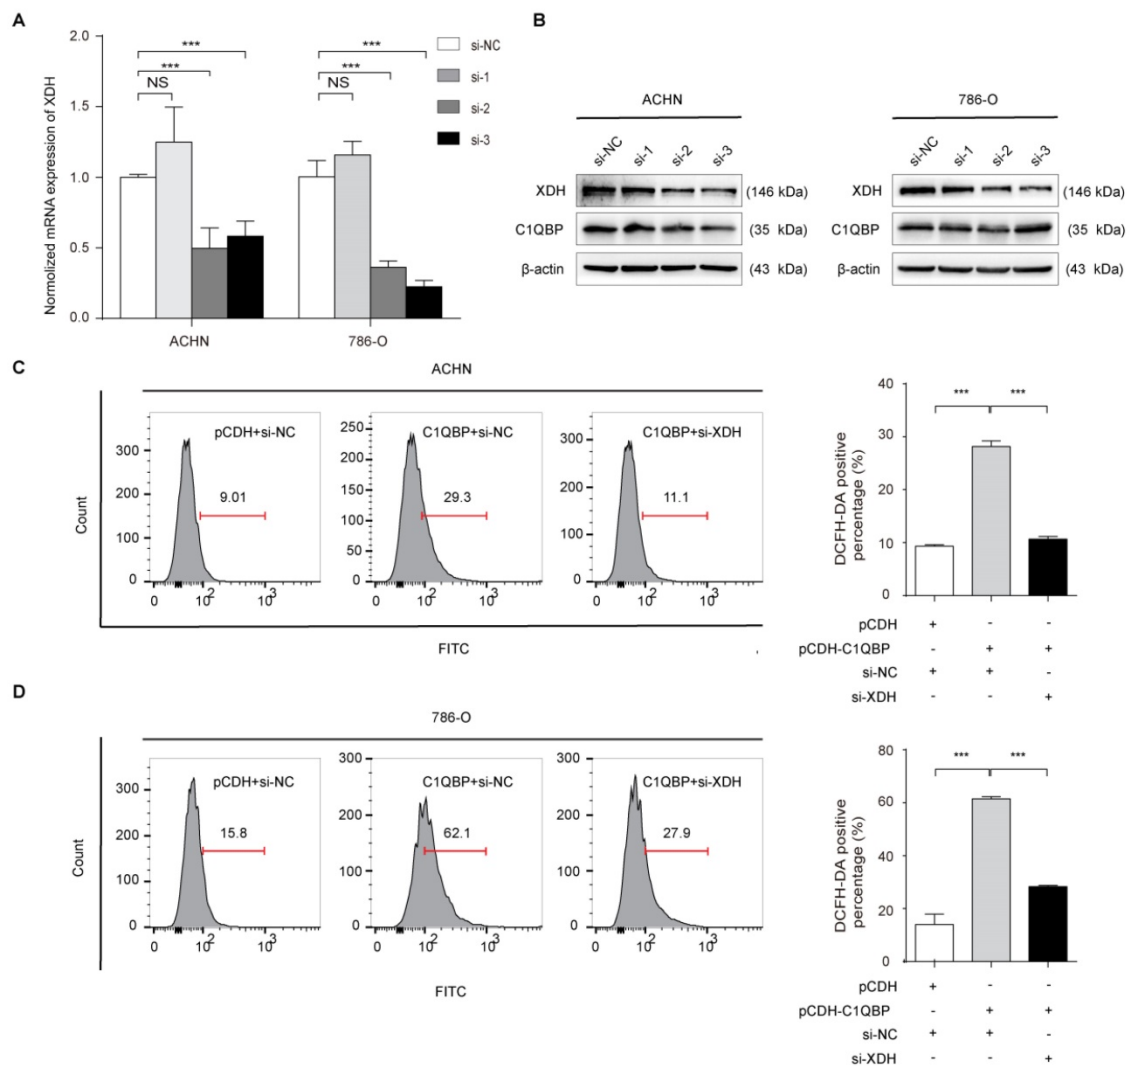 A
2.0
1.5
1.0
0.5
0.0
Normolized mRNA expression of XDH
***
***
NS
***
***
NS
si-NC
si-1
si-2
si-3
ACHN
786-O
B
ACHN
786-O
si-NC si-1 si-2 si-3
si-NC si-1 si-2 si-3
XDH (146 kDa)
C1QBP (35 kDa)
β-actin (43 kDa)
XDH (146 kDa)
C1QBP (35 kDa)
β-actin (43 kDa)
C
ACHN
Count
pCDH+si-NC
9.01
300
200
100
0
0 10² 10³
C1QBP+si-NC
29.3
250
200
150
100
50
0
0 10² 10³
C1QBP+si-XDH
11.1
300
200
100
0
0 10² 10³
FITC
DCFH-DA positive
percentage (%)
40
30
20
10
0
*** ***
pCDH + - -
pCDH-C1QBP - + +
si-NC + + -
si-XDH - - +
D
786-O
Count
pCDH+si-NC
15.8
300
200
100
0
0 10² 10³
C1QBP+si-NC
62.1
300
200
100
0
0 10² 10³
C1QBP+si-XDH
27.9
300
200
100
0
0 10² 10³
FITC
DCFH-DA positive
percentage (%)
80
60
40
20
0
*** ***
pCDH + - -
pCDH-C1QBP - + +
si-NC + + -
si-XDH - - +